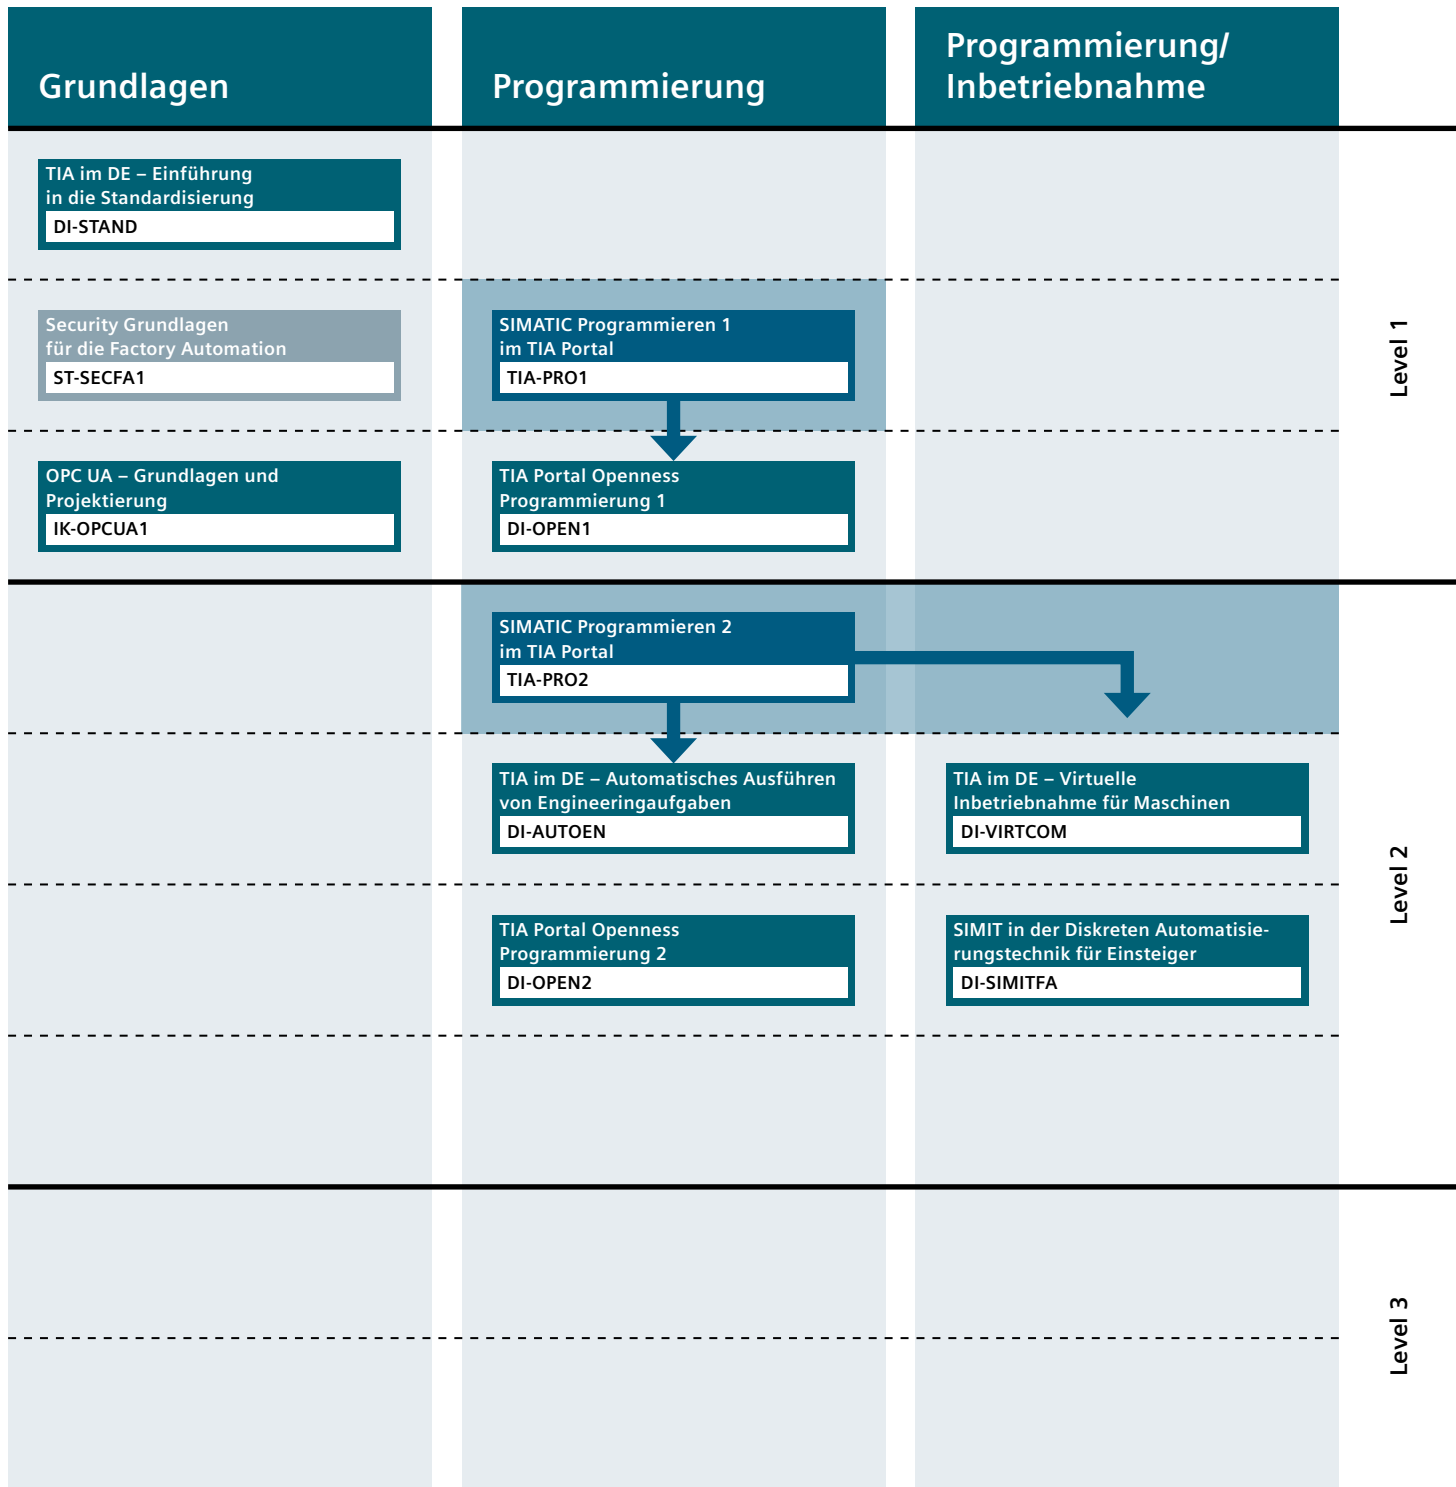 Grundlagen
Programmierung
Programmierung/
Inbetriebnahme
TIA im DE – Einführung
in die Standardisierung
DI-STAND
Security Grundlagen
für die Factory Automation
ST-SECFA1
SIMATIC Programmieren 1
im TIA Portal
TIA-PRO1
Level 1
OPC UA – Grundlagen und
Projektierung
IK-OPCUA1
TIA Portal Openness
Programmierung 1
DI-OPEN1
SIMATIC Programmieren 2
im TIA Portal
TIA-PRO2
TIA im DE – Automatisches Ausführen
von Engineeringaufgaben
DI-AUTOEN
TIA im DE – Virtuelle
Inbetriebnahme für Maschinen
DI-VIRTCOM
Level 2
TIA Portal Openness
Programmierung 2
DI-OPEN2
SIMIT in der Diskreten Automatisie-
rungstechnik für Einsteiger
DI-SIMITFA
Level 3